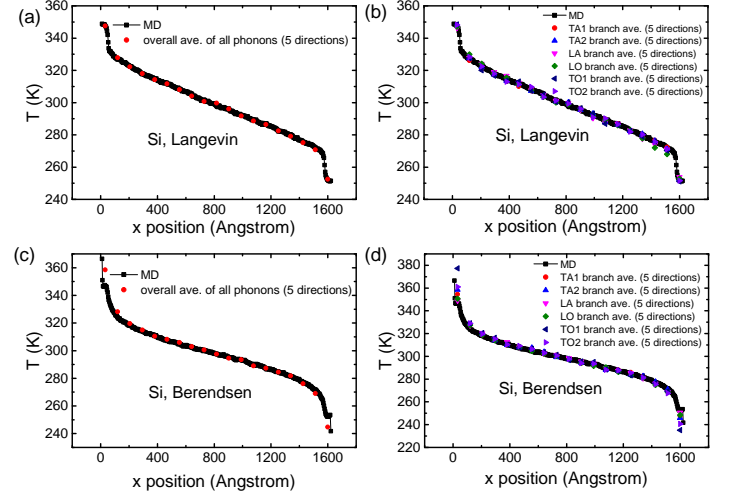 (a)
MD
overall ave. of all phonons (5 directions)
Si, Langevin
T (K)
340
320
300
280
260
240
0 400 800 1200 1600
x position (Angstrom)
(b)
MD
TA1 branch ave. (5 directions)
TA2 branch ave. (5 directions)
LA branch ave. (5 directions)
LO branch ave. (5 directions)
TO1 branch ave. (5 directions)
TO2 branch ave. (5 directions)
Si, Langevin
T (K)
340
320
300
280
260
240
0 400 800 1200 1600
x position (Angstrom)
(c)
MD
overall ave. of all phonons (5 directions)
Si, Berendsen
T (K)
360
340
320
300
280
260
240
0 400 800 1200 1600
x position (Angstrom)
(d)
MD
TA1 branch ave. (5 directions)
TA2 branch ave. (5 directions)
LA branch ave. (5 directions)
LO branch ave. (5 directions)
TO1 branch ave. (5 directions)
TO2 branch ave. (5 directions)
Si, Berendsen
T (K)
380
360
340
320
300
280
260
240
220
0 400 800 1200 1600
x position (Angstrom)